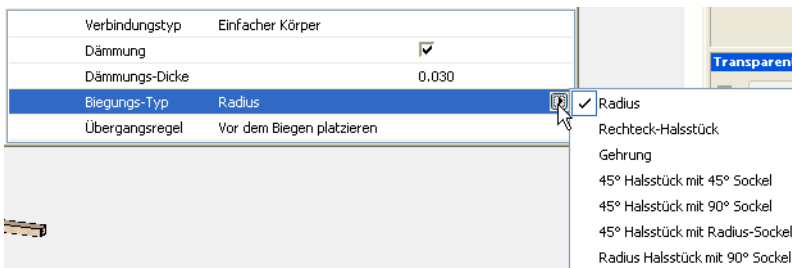 Verbindungstyp Einfacher Körper
Dämmung
Dämmungs-Dicke 0.030
Biegungs-Typ Radius
Übergangsregel Vor dem Biegen platzieren
Transparen
Radius
Rechteck-Halsstück
Gehrung
45° Halsstück mit 45° Sockel
45° Halsstück mit 90° Sockel
45° Halsstück mit Radius-Sockel
Radius Halsstück mit 90° Sockel